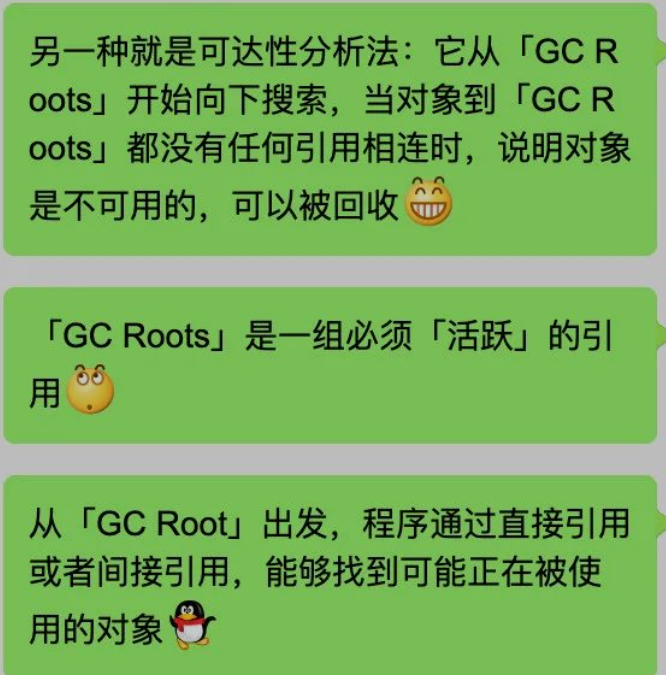 另一种就是可达性分析法：它从「GC R
oots」开始向下搜索，当对象到「GC R
oots」都没有任何引用相连时，说明对象
是不可用的，可以被回收
「GC Roots」是一组必须「活跃」的引
用
从「GC Root」出发，程序通过直接引用
或者间接引用，能够找到可能正在被使
用的对象